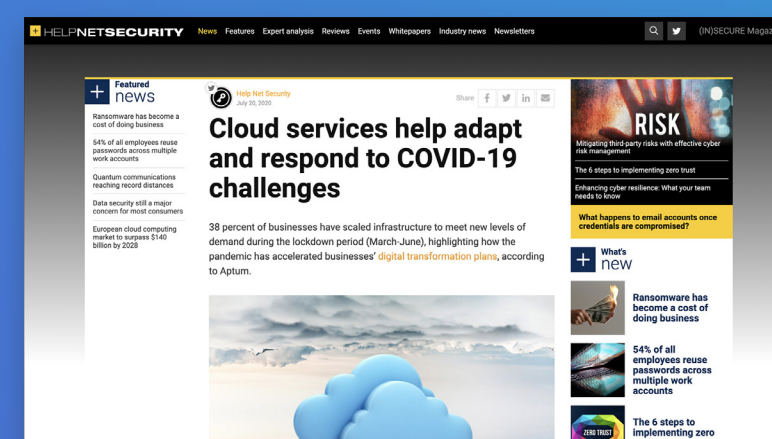 HELPNETSECURITY
News Features Expert analysis Reviews Events Whitepapers Industry news Newsletters
(IN)SECURE Magaz
Featured
news
Ransomware has become a
cost of doing business
54% of all employees reuse
passwords across multiple
work accounts
Quantum communications
reaching record distances
Data security still a major
concern for most consumers
European cloud computing
market to surpass $140
billion by 2028
Help Net Security
July 20, 2020
Share
Cloud services help adapt
and respond to COVID-19
challenges
38 percent of businesses have scaled infrastructure to meet new levels of
demand during the lockdown period (March-June), highlighting how the
pandemic has accelerated businesses' digital transformation plans, according
to Aptum.
RISK
Mitigating third-party risks with effective cyber
risk management
The 6 steps to implementing zero trust
Enhancing cyber resilience: What your team
needs to know
What happens to email accounts once
credentials are compromised?
What's
new
Ransomware has
become a cost of
doing business
54% of all
employees reuse
passwords across
multiple work
accounts
ZERO TRUST
The 6 steps to
implementing zero